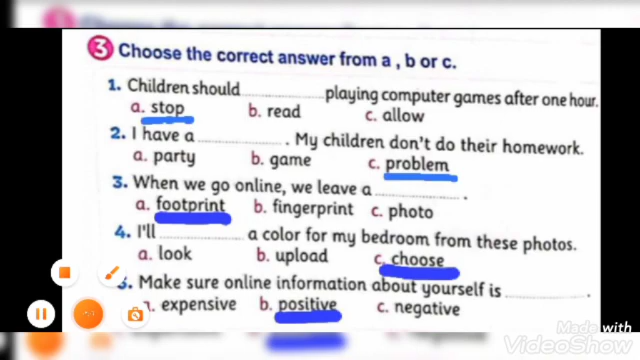 3 Choose the correct answer from a , b or c.
1. Children should .................... playing computer games after one hour.
a. stop b. read c. allow
2. I have a .................... . My children don't do their homework.
a. party b. game c. problem
3. When we go online, we leave a .................... .
a. footprint b. fingerprint c. photo
4. I'll .................... a color for my bedroom from these photos.
a. look b. upload c. choose
Make sure online information about yourself is .................... .
expensive b. positive c. negative
Made with
VideoShow